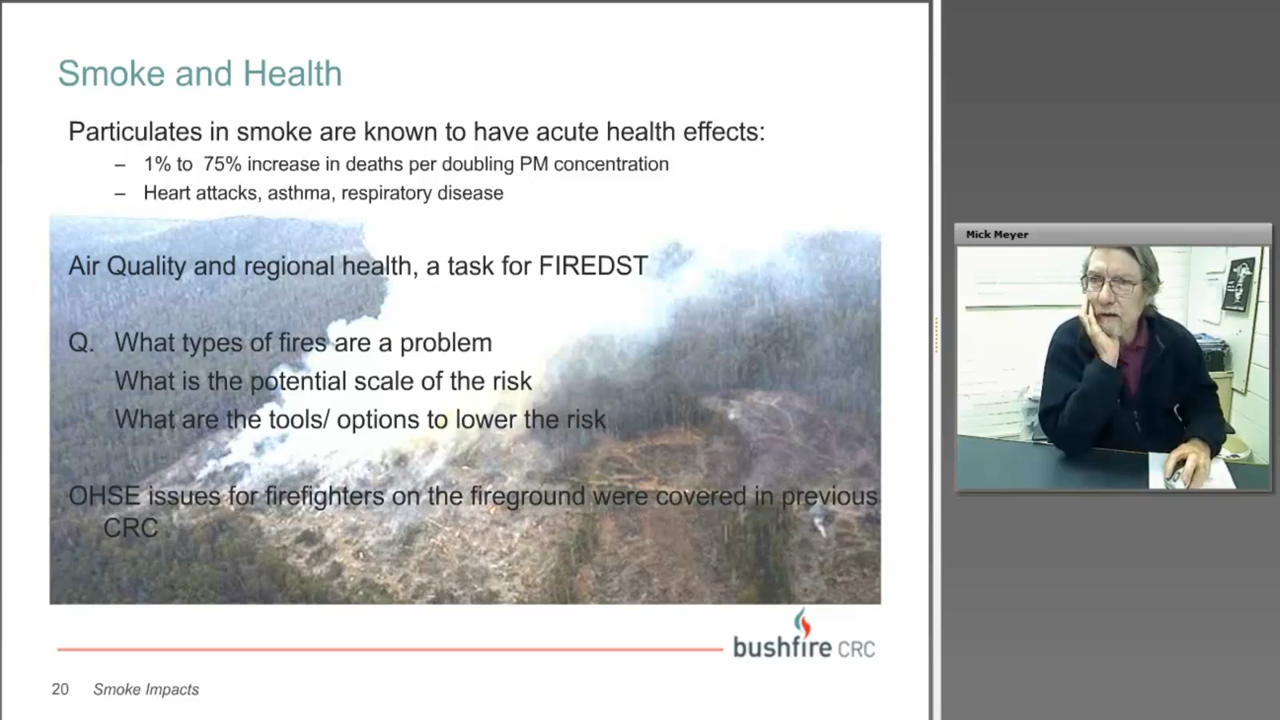 Smoke and Health
Particulates in smoke are known to have acute health effects:
– 1% to 75% increase in deaths per doubling PM concentration
– Heart attacks, asthma, respiratory disease
Air Quality and regional health, a task for FIREDST
Q. What types of fires are a problem
What is the potential scale of the risk
What are the tools/ options to lower the risk
OHSE issues for firefighters on the fireground were covered in previous
CRC
bushfire CRC
20 Smoke Impacts
Mick Meyer